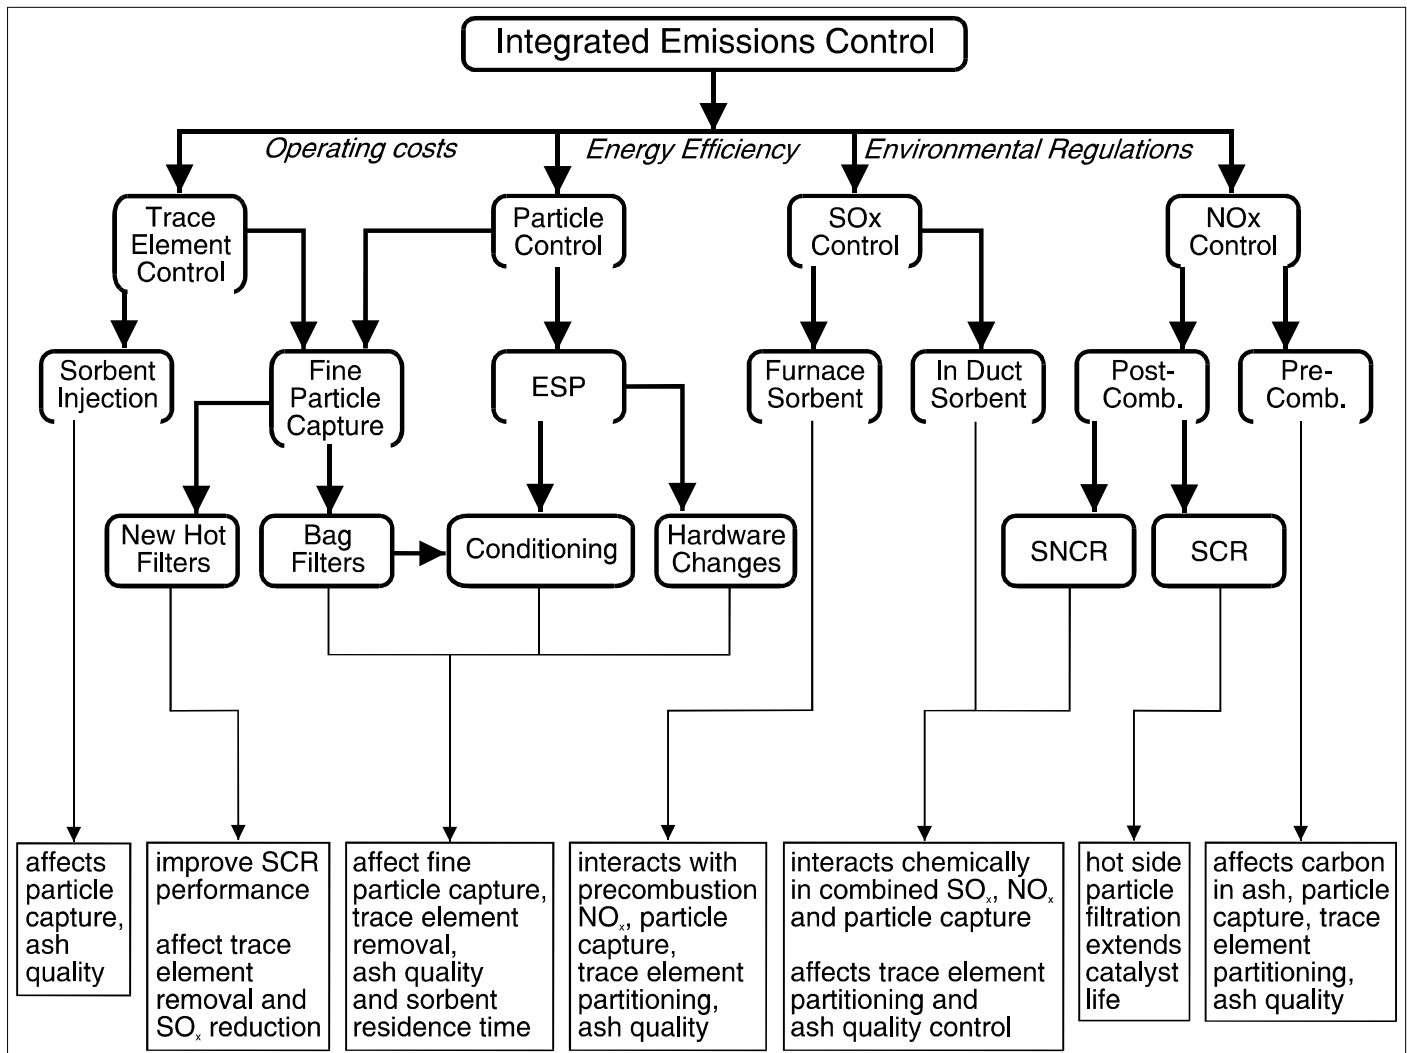 Integrated Emissions Control
Operating costs
Energy Efficiency
Environmental Regulations
Trace
Element
Control
Particle
Control
SOx
Control
NOx
Control
Sorbent
Injection
Fine
Particle
Capture
ESP
Furnace
Sorbent
In Duct
Sorbent
Post-
Comb.
Pre-
Comb.
New Hot
Filters
Bag
Filters
Conditioning
Hardware
Changes
SNCR
SCR
affects
particle
capture,
ash
quality
improve SCR
performance
affect trace
element
removal and
SOx reduction
affect fine
particle capture,
trace element
removal,
ash quality
and sorbent
residence time
interacts with
precombustion
NOx, particle
capture,
trace element
partitioning,
ash quality
interacts chemically
in combined SOx, NOx
and particle capture
affects trace element
partitioning and
ash quality control
hot side
particle
filtration
extends
catalyst
life
affects carbon
in ash, particle
capture, trace
element
partitioning,
ash quality